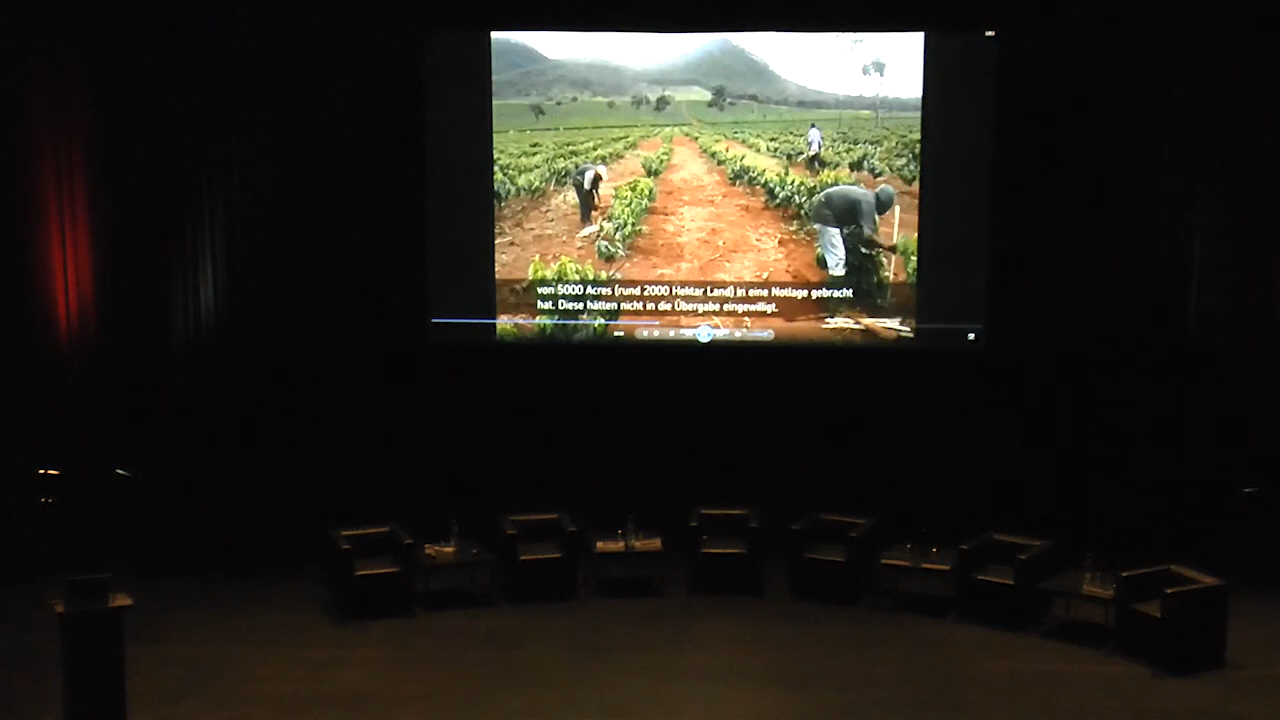 von 5000 Acres (rund 2000 Hektar Land) in eine Notlage gebracht
hat. Diese hätten nicht in die Übergabe eingewilligt.